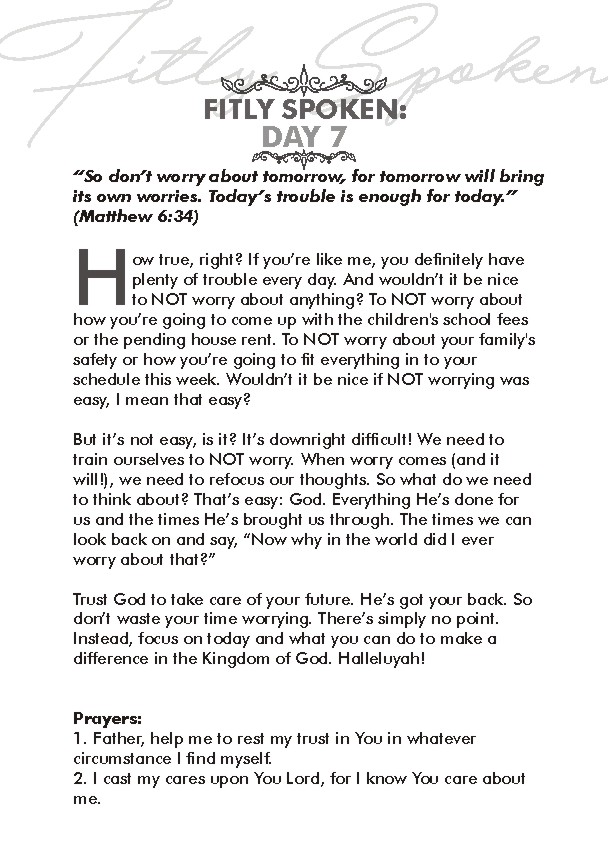 Fitly Spoken
FITLY SPOKEN:
DAY 7
“So don’t worry about tomorrow, for tomorrow will bring
its own worries. Today’s trouble is enough for today.”
(Matthew 6:34)
How true, right? If you’re like me, you definitely have
plenty of trouble every day. And wouldn’t it be nice
to NOT worry about anything? To NOT worry about
how you’re going to come up with the children's school fees
or the pending house rent. To NOT worry about your family's
safety or how you’re going to fit everything in to your
schedule this week. Wouldn’t it be nice if NOT worrying was
easy, I mean that easy?
But it’s not easy, is it? It’s downright difficult! We need to
train ourselves to NOT worry. When worry comes (and it
will!), we need to refocus our thoughts. So what do we need
to think about? That’s easy: God. Everything He’s done for
us and the times He’s brought us through. The times we can
look back on and say, “Now why in the world did I ever
worry about that?”
Trust God to take care of your future. He’s got your back. So
don’t waste your time worrying. There’s simply no point.
Instead, focus on today and what you can do to make a
difference in the Kingdom of God. Halleluyah!
Prayers:
1. Father, help me to rest my trust in You in whatever
circumstance I find myself.
2. I cast my cares upon You Lord, for I know You care about
me.